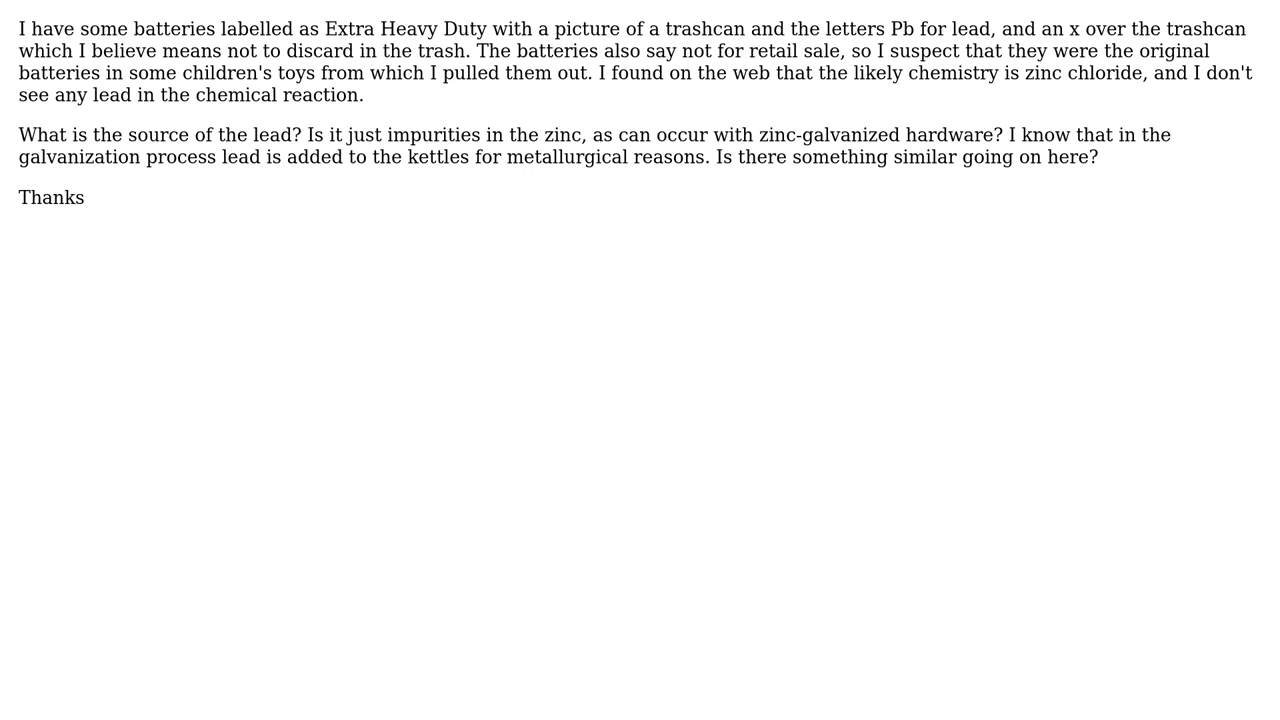 I have some batteries labelled as Extra Heavy Duty with a picture of a trashcan and the letters Pb for lead, and an x over the trashcan
which I believe means not to discard in the trash. The batteries also say not for retail sale, so I suspect that they were the original
batteries in some children's toys from which I pulled them out. I found on the web that the likely chemistry is zinc chloride, and I don't
see any lead in the chemical reaction.
What is the source of the lead? Is it just impurities in the zinc, as can occur with zinc-galvanized hardware? I know that in the
galvanization process lead is added to the kettles for metallurgical reasons. Is there something similar going on here?
Thanks